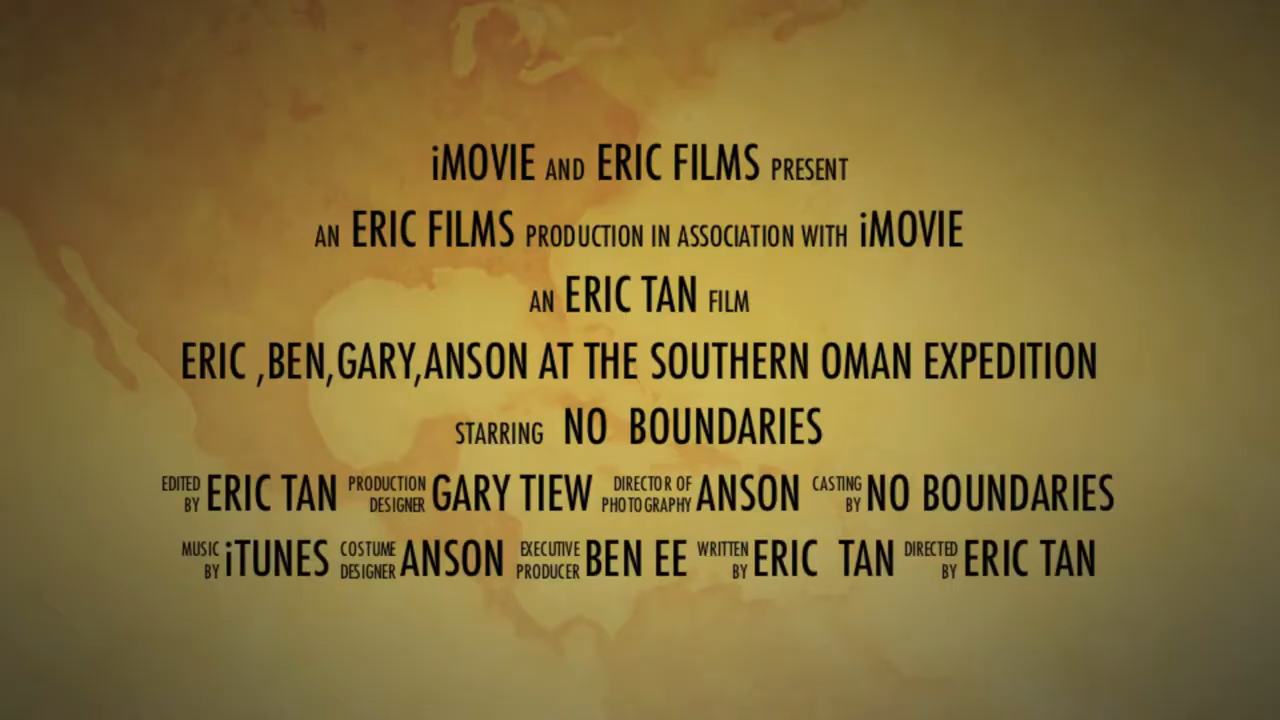 iMOVIE AND ERIC FILMS PRESENT
AN ERIC FILMS PRODUCTION IN ASSOCIATION WITH iMOVIE
AN ERIC TAN FILM
ERIC ,BEN,GARY,ANSON AT THE SOUTHERN OMAN EXPEDITION
STARRING NO BOUNDARIES
EDITED BY ERIC TAN PRODUCTION DESIGNER GARY TIEW DIRECTOR OF PHOTOGRAPHY ANSON CASTING BY NO BOUNDARIES
MUSIC BY iTUNES COSTUME DESIGNER ANSON EXECUTIVE PRODUCER BEN EE WRITTEN BY ERIC TAN DIRECTED BY ERIC TAN